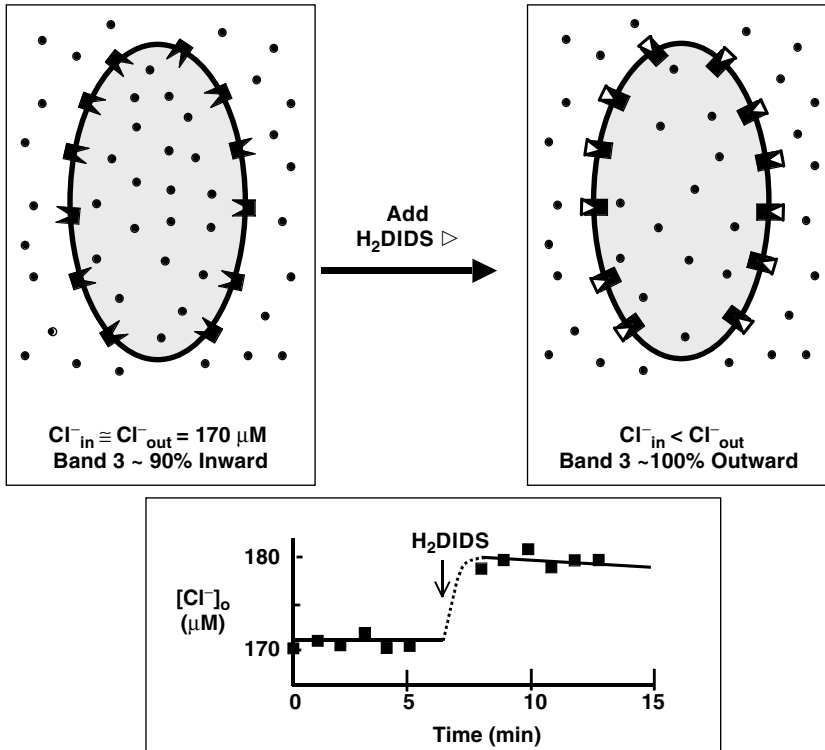 Add
H₂DIDS ▷
Cl⁻in ≅ Cl⁻out = 170 μM
Band 3 ~ 90% Inward
Cl⁻in < Cl⁻out
Band 3 ~100% Outward
H₂DIDS
180
[Cl⁻]o
(μM)
170
0 5 10 15
Time (min)